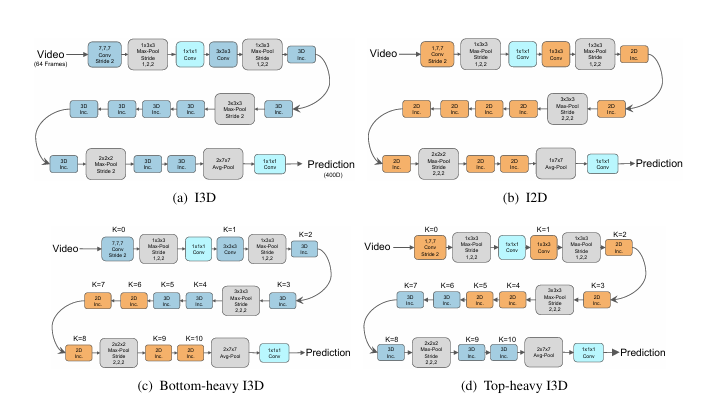 Video
(64 Frames)
7,7,7
Conv
Stride 2
1x3x3
Max-Pool
Stride
1,2,2
1x1x1
Conv
3x3x3
Conv
1x3x3
Max-Pool
Stride
1,2,2
3D
Inc.
3D
Inc.
3D
Inc.
3D
Inc.
3D
Inc.
3x3x3
Max-Pool
Stride 2
3D
Inc.
3D
Inc.
2x2x2
Max-Pool
Stride 2
3D
Inc.
3D
Inc.
2x7x7
Avg-Pool
1x1x1
Conv
Prediction
(400D)
(a) I3D
Video
1,7,7
Conv
Stride 2
1x3x3
Max-Pool
Stride
1,2,2
1x1x1
Conv
1x3x3
Conv
1x3x3
Max-Pool
Stride
1,2,2
2D
Inc.
2D
Inc.
2D
Inc.
2D
Inc.
2D
Inc.
3x3x3
Max-Pool
Stride
2,2,2
2D
Inc.
2D
Inc.
2x2x2
Max-Pool
Stride
2,2,2
2D
Inc.
2D
Inc.
1x7x7
Avg-Pool
1x1x1
Conv
Prediction
(b) I2D
K=0
K=1
K=2
Video
7,7,7
Conv
Stride 2
1x3x3
Max-Pool
Stride
1,2,2
1x1x1
Conv
3x3x3
Conv
1x3x3
Max-Pool
Stride
1,2,2
3D
Inc.
K=7
K=6
K=5
K=4
K=3
2D
Inc.
2D
Inc.
3D
Inc.
3D
Inc.
3x3x3
Max-Pool
Stride
2,2,2
3D
Inc.
K=8
K=9
K=10
2D
Inc.
2x2x2
Max-Pool
Stride
2,2,2
2D
Inc.
2D
Inc.
2x7x7
Avg-Pool
1x1x1
Conv
Prediction
(c) Bottom-heavy I3D
K=0
K=1
K=2
Video
1,7,7
Conv
Stride 2
1x3x3
Max-Pool
Stride
1,2,2
1x1x1
Conv
1x3x3
Conv
1x3x3
Max-Pool
Stride
1,2,2
2D
Inc.
K=7
K=6
K=5
K=4
K=3
3D
Inc.
3D
Inc.
2D
Inc.
2D
Inc.
3x3x3
Max-Pool
Stride
2,2,2
2D
Inc.
K=8
K=9
K=10
3D
Inc.
2x2x2
Max-Pool
Stride
2,2,2
3D
Inc.
3D
Inc.
2x7x7
Avg-Pool
1x1x1
Conv
Prediction
(d) Top-heavy I3D